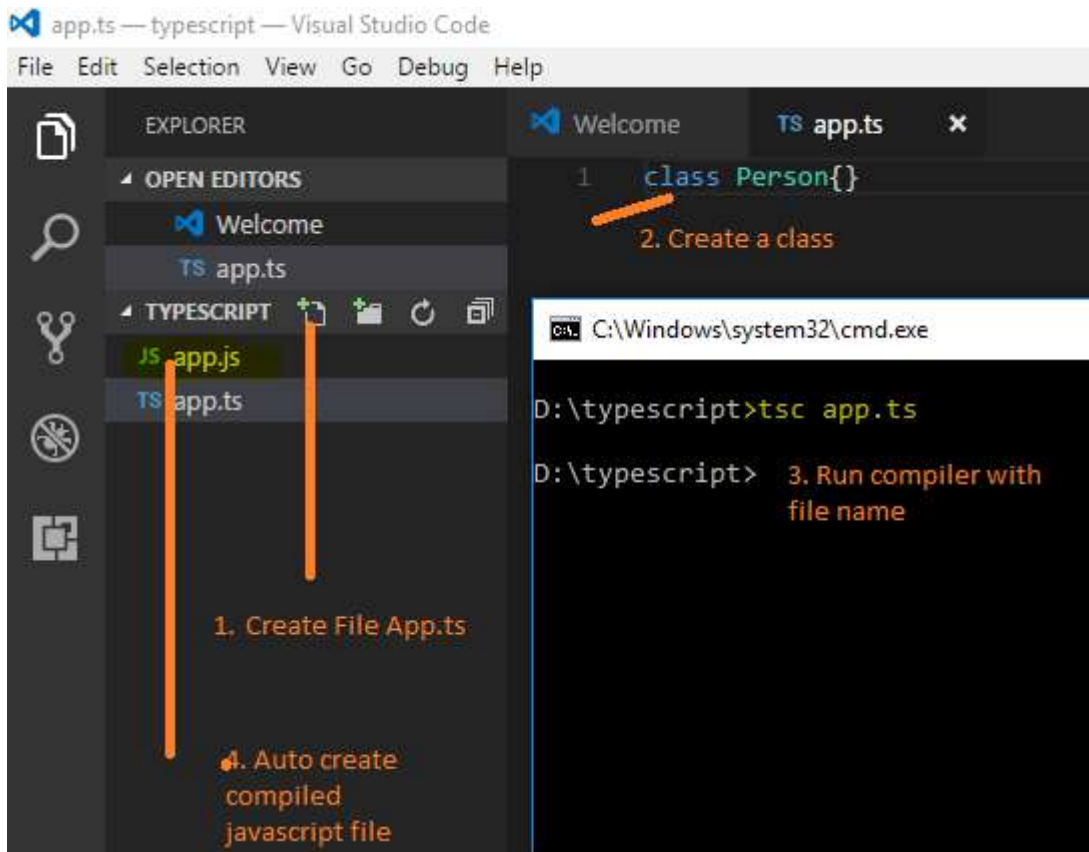 app.ts — typescript — Visual Studio Code
File Edit Selection View Go Debug Help
EXPLORER
OPEN EDITORS
Welcome
TS app.ts
TYPESCRIPT
JS app.js
TS app.ts
Welcome
TS app.ts
1 class Person{}
2. Create a class
C:\Windows\system32\cmd.exe
D:\typescript>tsc app.ts
D:\typescript>
3. Run compiler with
file name
1. Create File App.ts
4. Auto create
compiled
javascript file